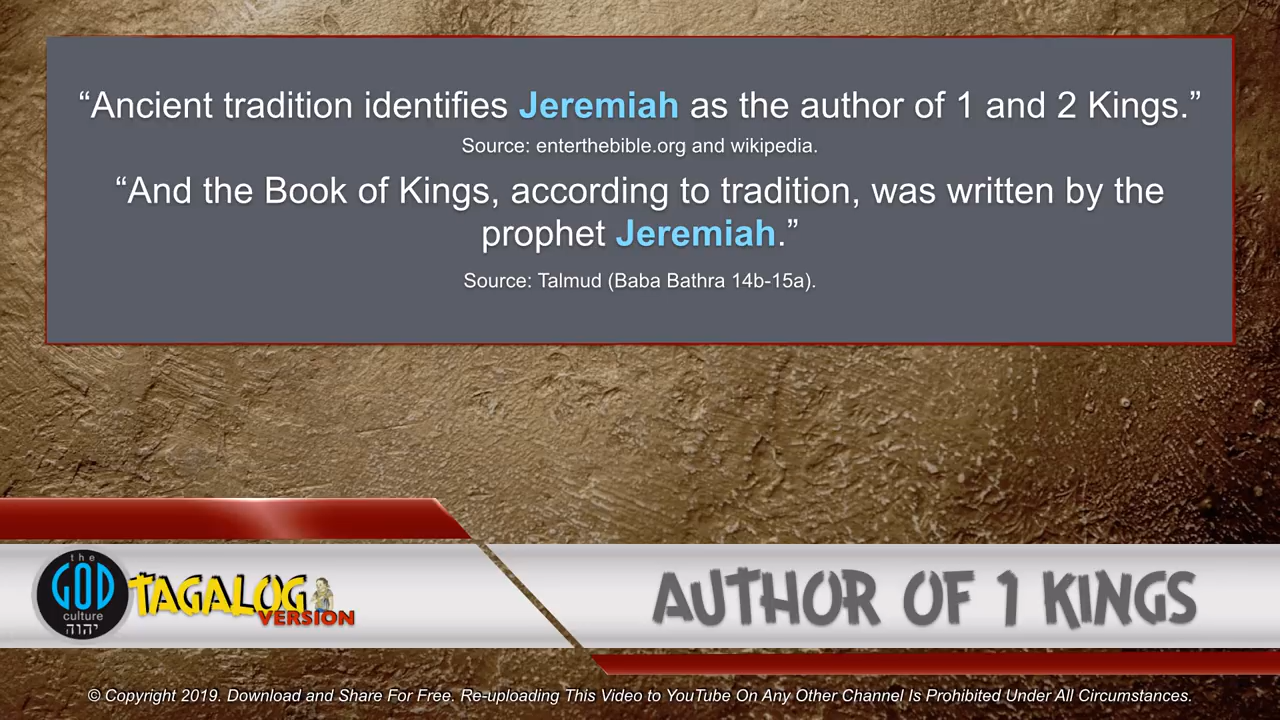 “Ancient tradition identifies Jeremiah as the author of 1 and 2 Kings.”
Source: enterthebible.org and wikipedia.
“And the Book of Kings, according to tradition, was written by the
prophet Jeremiah.”
Source: Talmud (Baba Bathra 14b-15a).
the
GOD
culture
יהוה
TAGALOG
VERSION
AUTHOR OF 1 KINGS
© Copyright 2019. Download and Share For Free. Re-uploading This Video to YouTube On Any Other Channel Is Prohibited Under All Circumstances.